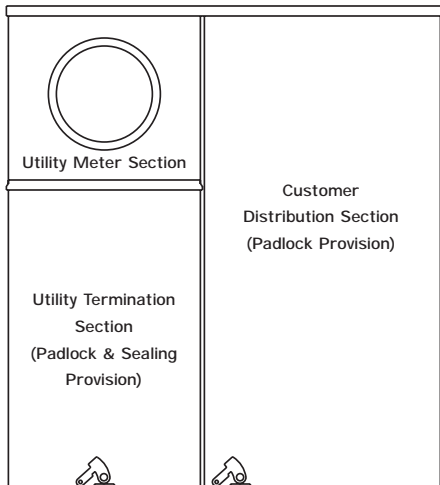 Utility Meter Section
Customer
Distribution Section
(Padlock Provision)
Utility Termination
Section
(Padlock & Sealing
Provision)